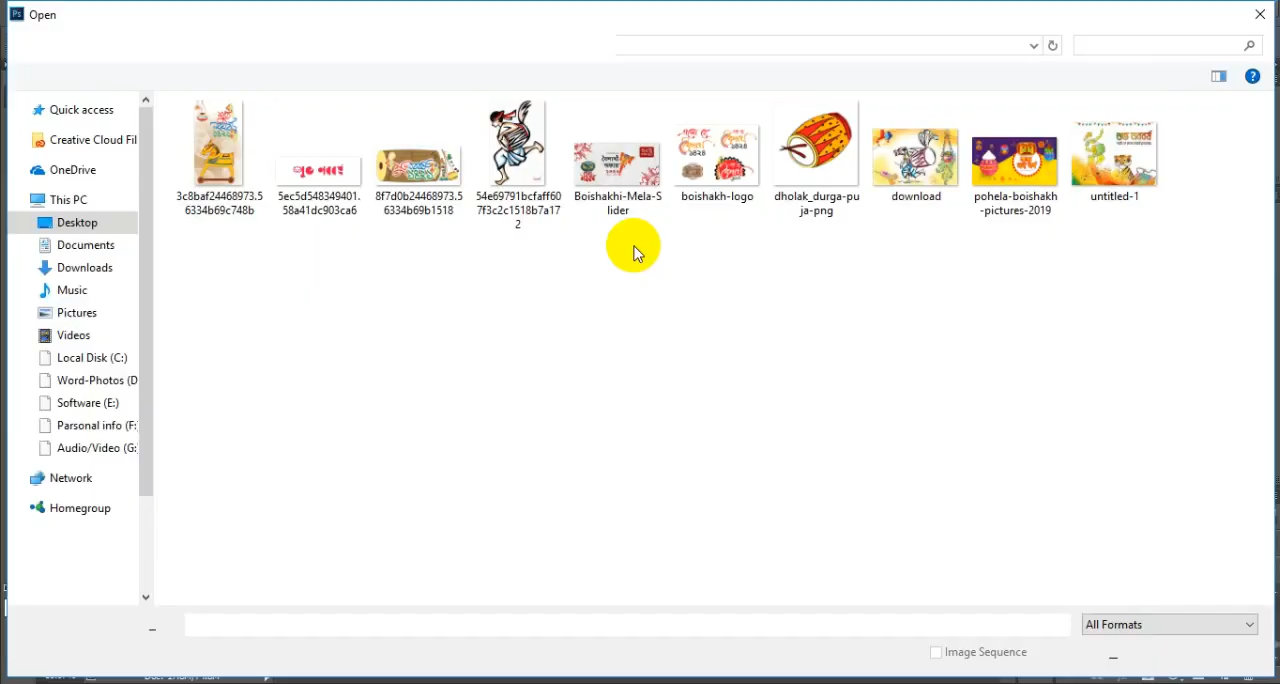 Open
Quick access
Creative Cloud Fil
OneDrive
This PC
Desktop
Documents
Downloads
Music
Pictures
Videos
Local Disk (C:)
Word-Photos (D
Software (E:)
Parsonal info (F:
Audio/Video (G:
Network
Homegroup
3c8baf24468973.5
6334b69c748b
5ec5d548349401.
58a41dc903ca6
8f7d0b24468973.5
6334b69b1518
54e69791bcfaff60
7f3c2c1518b7a17
2
Boishakhi-Mela-S
lider
boishakh-logo
dholak_durga-pu
ja-png
download
pohela-boishakh
-pictures-2019
untitled-1
All Formats
Image Sequence